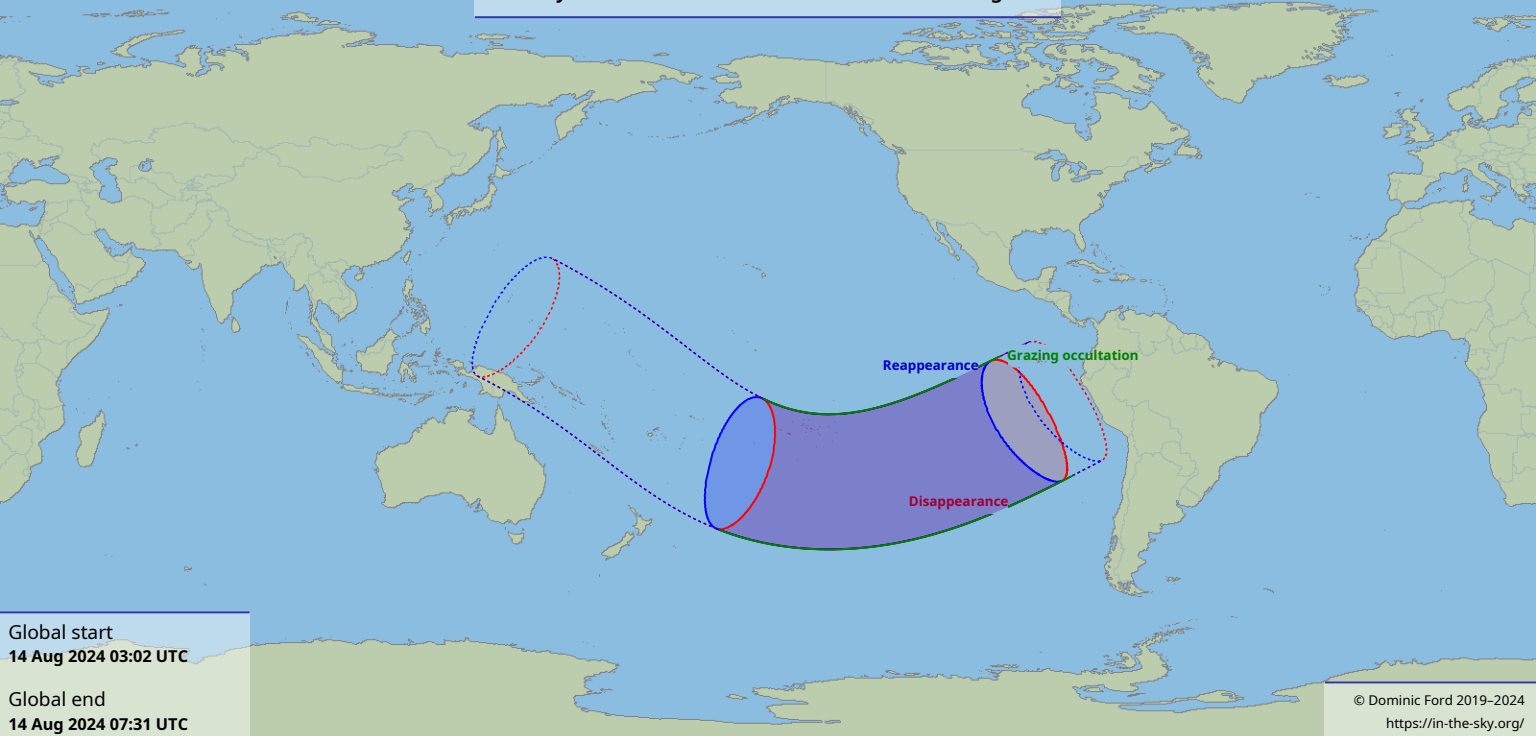 Reappearance
Grazing occultation
Disappearance
Global start
14 Aug 2024 03:02 UTC
Global end
14 Aug 2024 07:31 UTC
© Dominic Ford 2019–2024
https://in-the-sky.org/